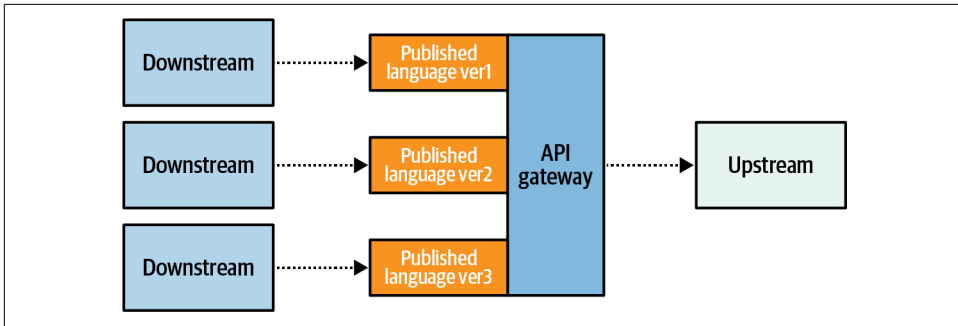 Downstream
Published
language ver1
Downstream
Published
language ver2
API
gateway
Upstream
Downstream
Published
language ver3